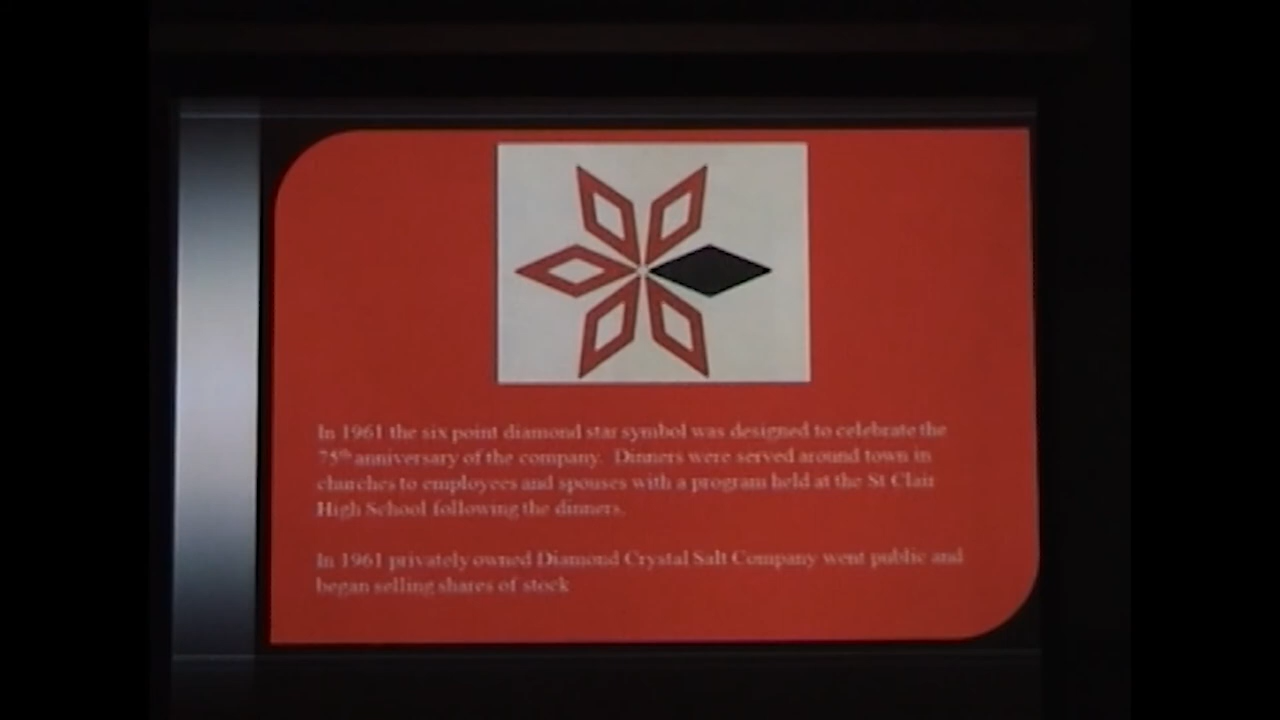 In 1961 the six point diamond star symbol was designed to celebrate the
75th anniversary of the company. Dinners were served around town in
churches to employees and spouses with a program held at the St Clair
High School following the dinners.
In 1961 privately owned Diamond Crystal Salt Company went public and
began selling shares of stock